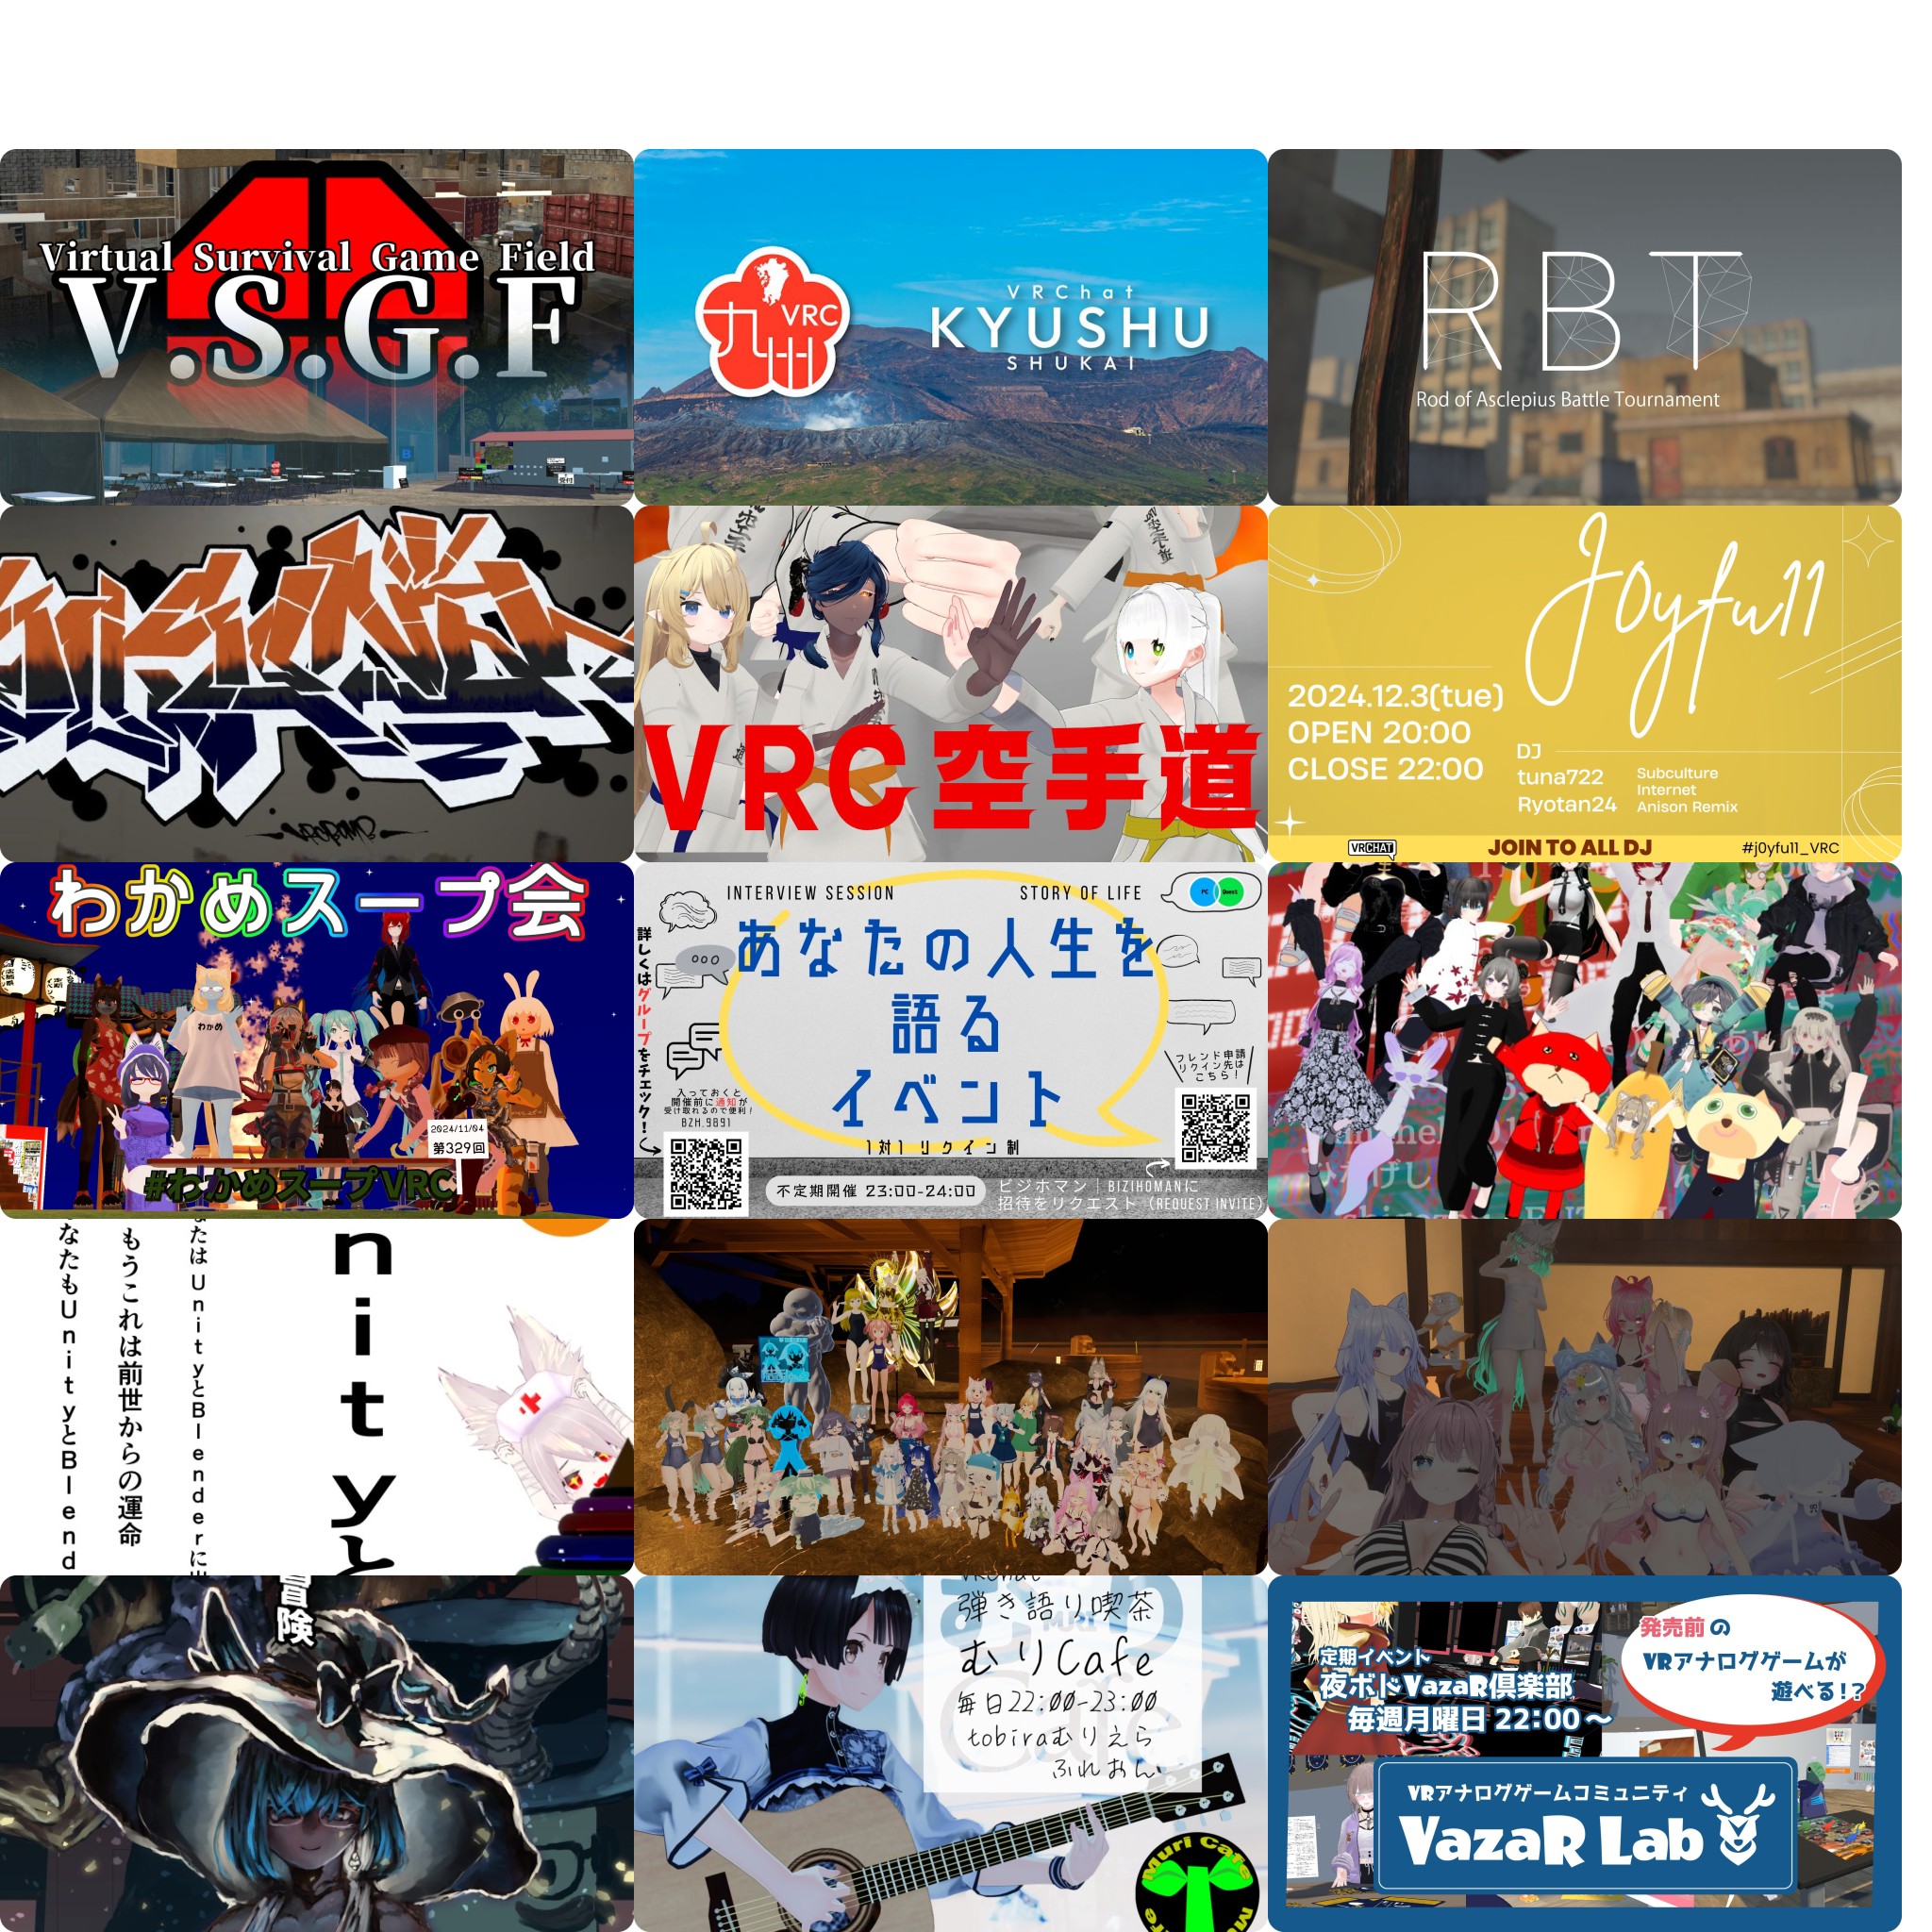 Virtual Survival Game Field
V.S.G.F
受付
九州
VRC
VRChat
KYUSHU
SHUKAI
RBT
Rod of Asclepius Battle Tournament
VRC空手道
Joyful1
2024.12.3(tue)
OPEN 20:00
CLOSE 22:00
DJ
tuna722
Ryotan24
Subculture
Internet
Anison Remix
VRCHAT
JOIN TO ALL DJ
#j0yfu11_VRC
わかめスープ会
わかめ
2024/11/04
第329回
#わかめスープVRC
INTERVIEW SESSION
STORY OF LIFE
PC
Quest
あなたの人生を
語る
イベント
1対1 リクイン制
詳しくはグループをチェック!
入っておくと
開催前に通知が
受け取れるので便利!
BZH.9891
フレンド申請
リクイン先は
こちら!
不定期開催 23:00-24:00
ビジホマン|BIZIHOMANに
招待をリクエスト(REQUEST INVITE)
nityと
たは UnityとBlenderに
もうこれは前世からの運命
なたもUnityとBlend
冒険
弾き語り喫茶
むりCafe
毎日22:00-23:00
tobiraむりえら
ふれおん
Muri Cafe
発売前の
VRアナログゲームが
遊べる!?
定期イベント
夜ボドVazaR倶楽部
毎週月曜日 22:00～
VRアナログゲームコミュニティ
VazaR Lab